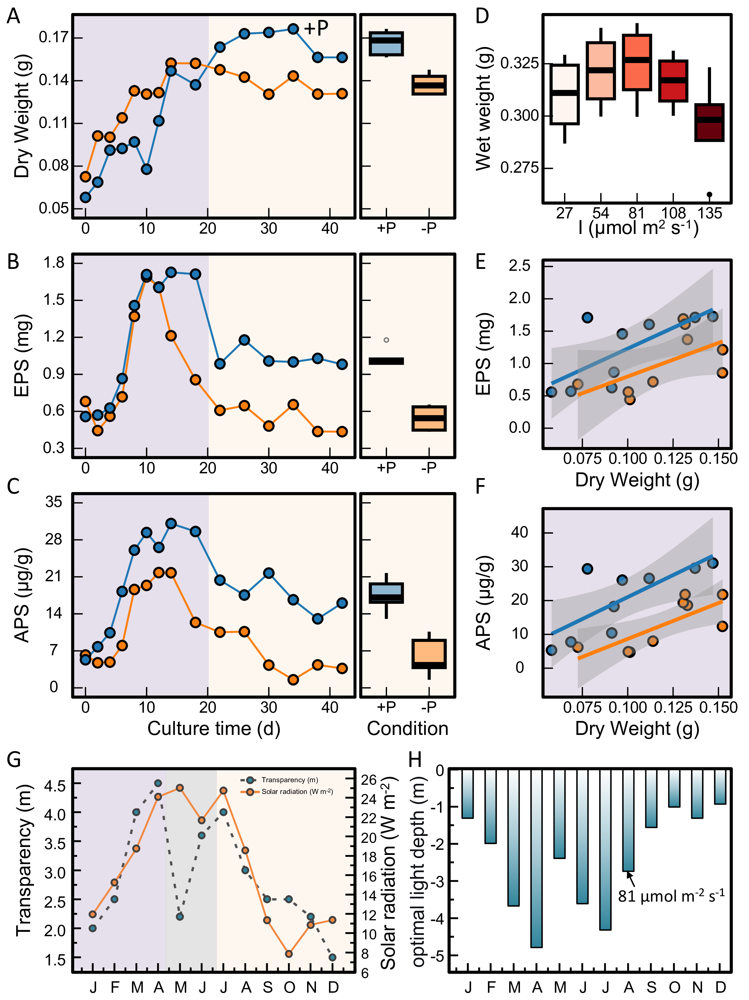 A
+P
0.17
0.14
0.11
0.08
0.05
Dry Weight (g)
0 10 20 30 40
+P -P
D
0.325
0.300
0.275
Wet weight (g)
27 54 81 108 135
I (µmol m² s⁻¹)
B
1.8
1.5
1.2
0.9
0.6
0.3
EPS (mg)
0 10 20 30 40
+P -P
E
2.5
2.0
1.5
1.0
0.5
0.0
EPS (mg)
0.075 0.100 0.125 0.150
Dry Weight (g)
C
35
28
21
14
7
0
APS (µg/g)
0 10 20 30 40
Culture time (d)
+P -P
Condition
F
40
30
20
10
0
APS (µg/g)
0.075 0.100 0.125 0.150
Dry Weight (g)
G
4.5
4.0
3.5
3.0
2.5
2.0
1.5
Transparency (m)
Transparency (m)
Solar radiation (W m⁻²)
26
24
22
20
18
16
14
12
10
8
6
Solar radiation (W m⁻²)
J F M A M J J A S O N D
H
0
-1
-2
-3
-4
-5
optimal light depth (m)
81 µmol m⁻² s⁻¹
J F M A M J J A S O N D